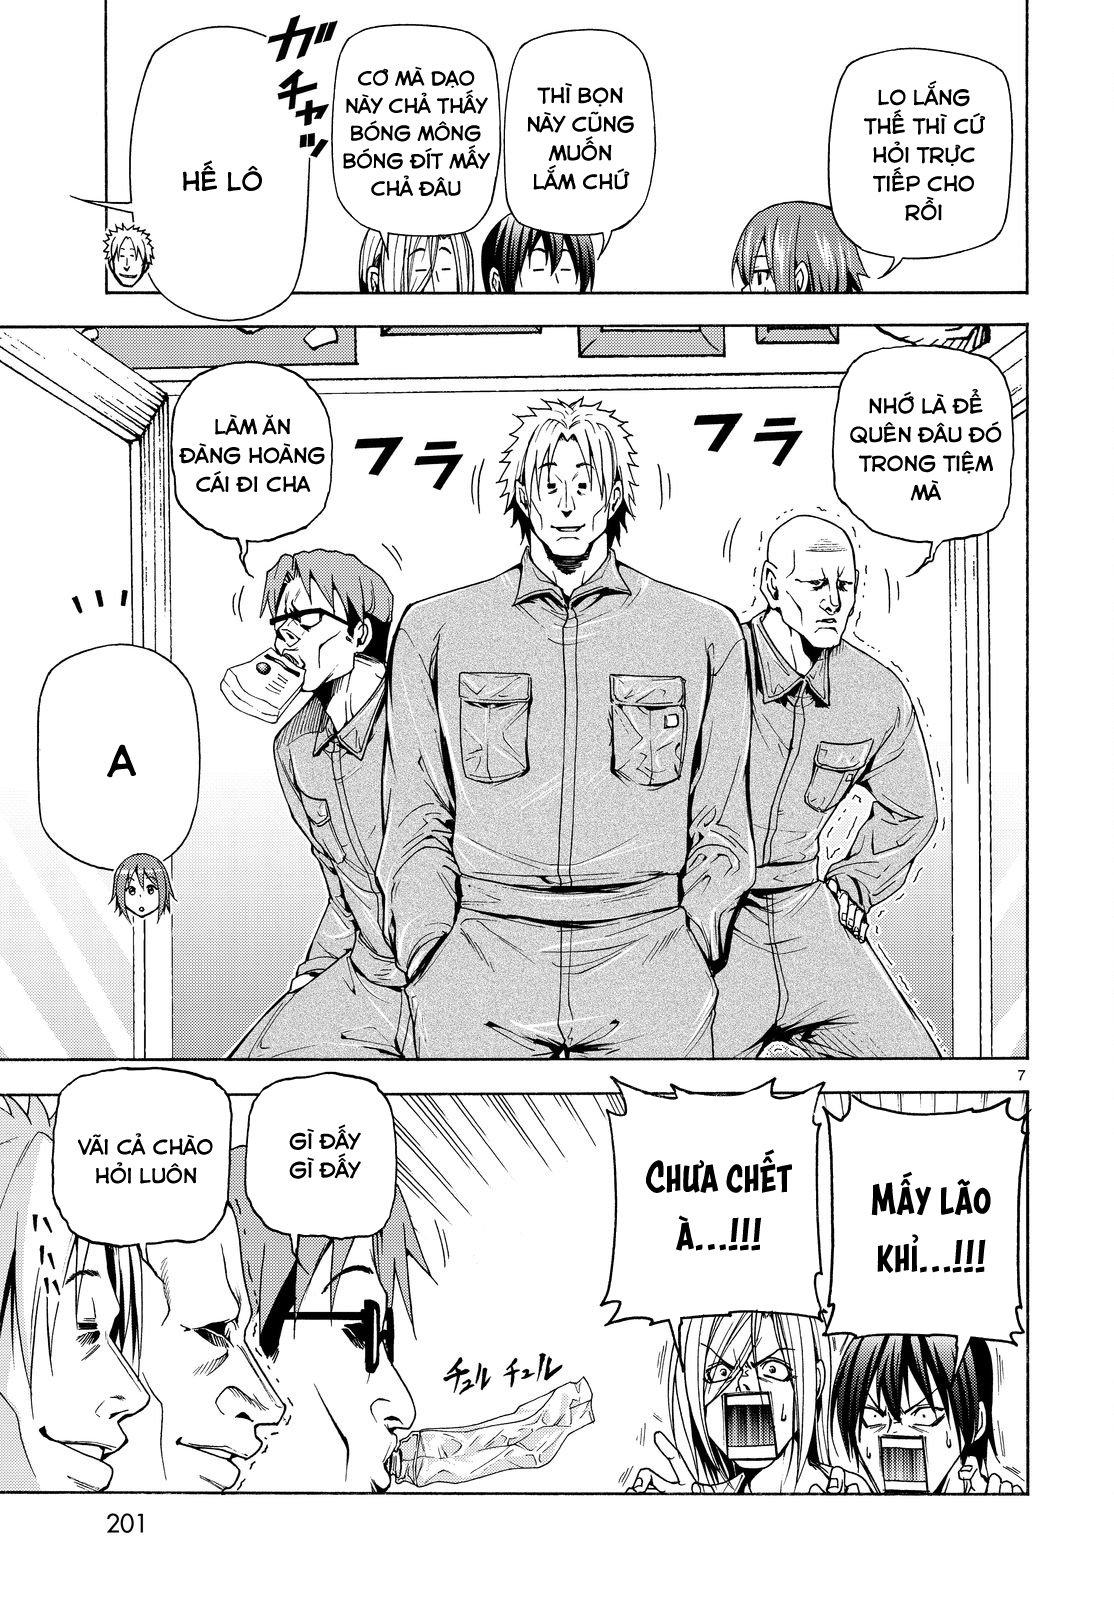 LO LẮNG
THẾ THÌ CỨ
HỎI TRỰC
TIẾP CHO
RỒI
THÌ BỌN
NÀY CŨNG
MUỐN
LẮM CHỨ
CƠ MÀ DẠO
NÀY CHẢ THẤY
BÓNG MÔNG
BÓNG ĐÍT MẤY
CHẢ ĐÂU
ガチャッ
HẾ LÔ
NHỚ LÀ ĐỂ
QUÊN ĐÂU ĐÓ
TRONG TIỆM
MÀ
フラ
フラ
LÀM ĂN
ĐÀNG HOÀNG
CÁI ĐI CHA
A
7
MẤY LÃO
KHỈ...!!!
CHƯA CHẾT
À...!!!
GÌ ĐẤY
GÌ ĐẤY
VÃI CẢ CHÀO
HỎI LUÔN
チュル チュル
201